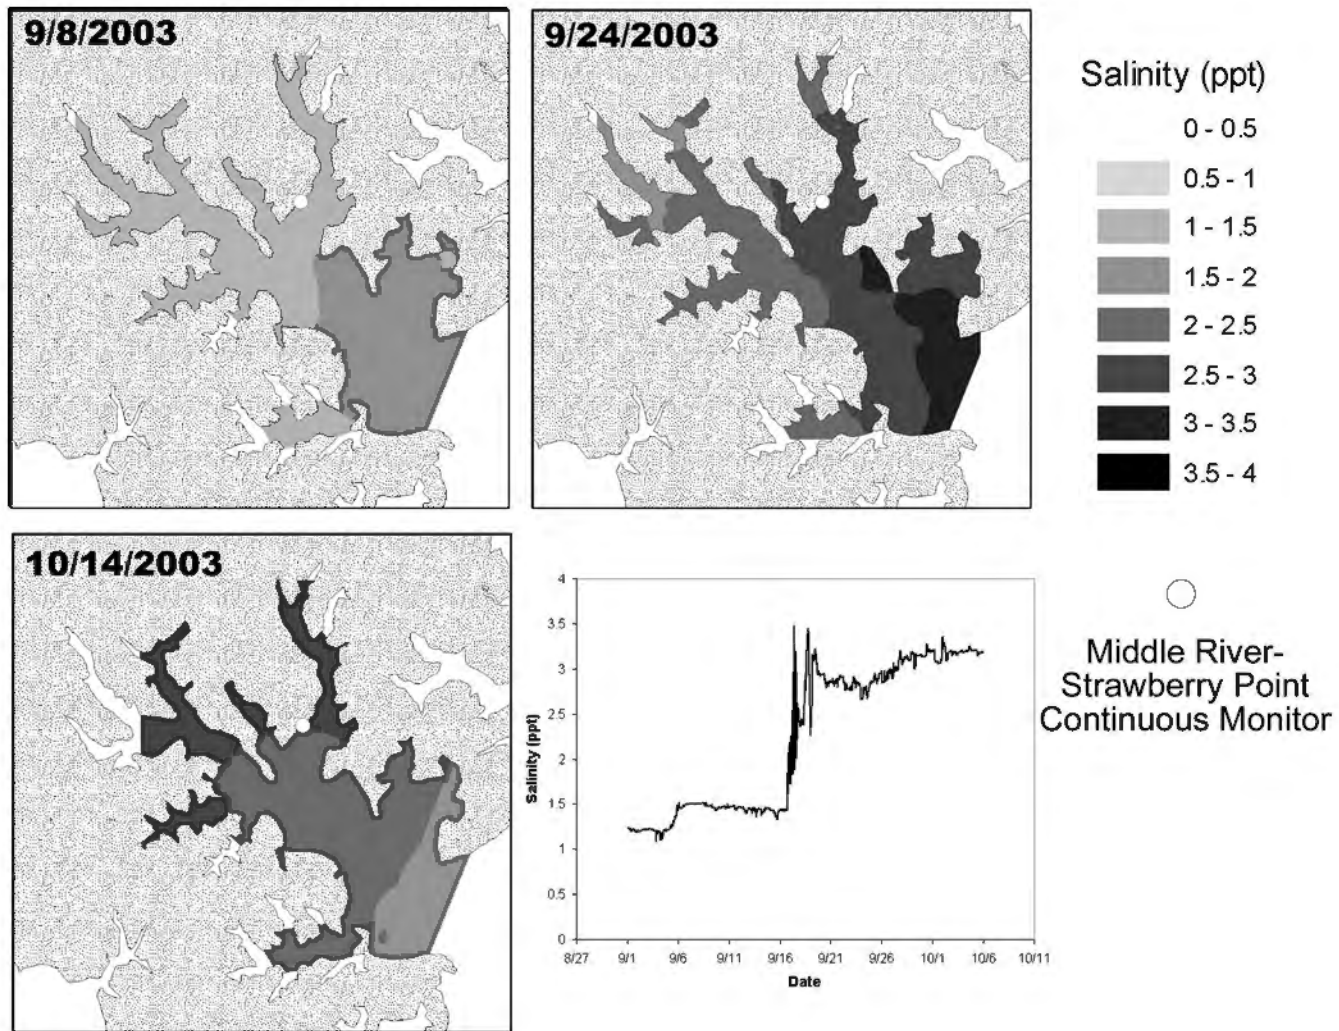 9/8/2003
9/24/2003
Salinity (ppt)
0 - 0.5
0.5 - 1
1 - 1.5
1.5 - 2
2 - 2.5
2.5 - 3
3 - 3.5
3.5 - 4
10/14/2003
4
3.5
3
2.5
2
1.5
1
0.5
0
Salinity (ppt)
8/27
9/1
9/6
9/11
9/16
9/21
9/26
10/1
10/6
10/11
Date
Middle River-
Strawberry Point
Continuous Monitor